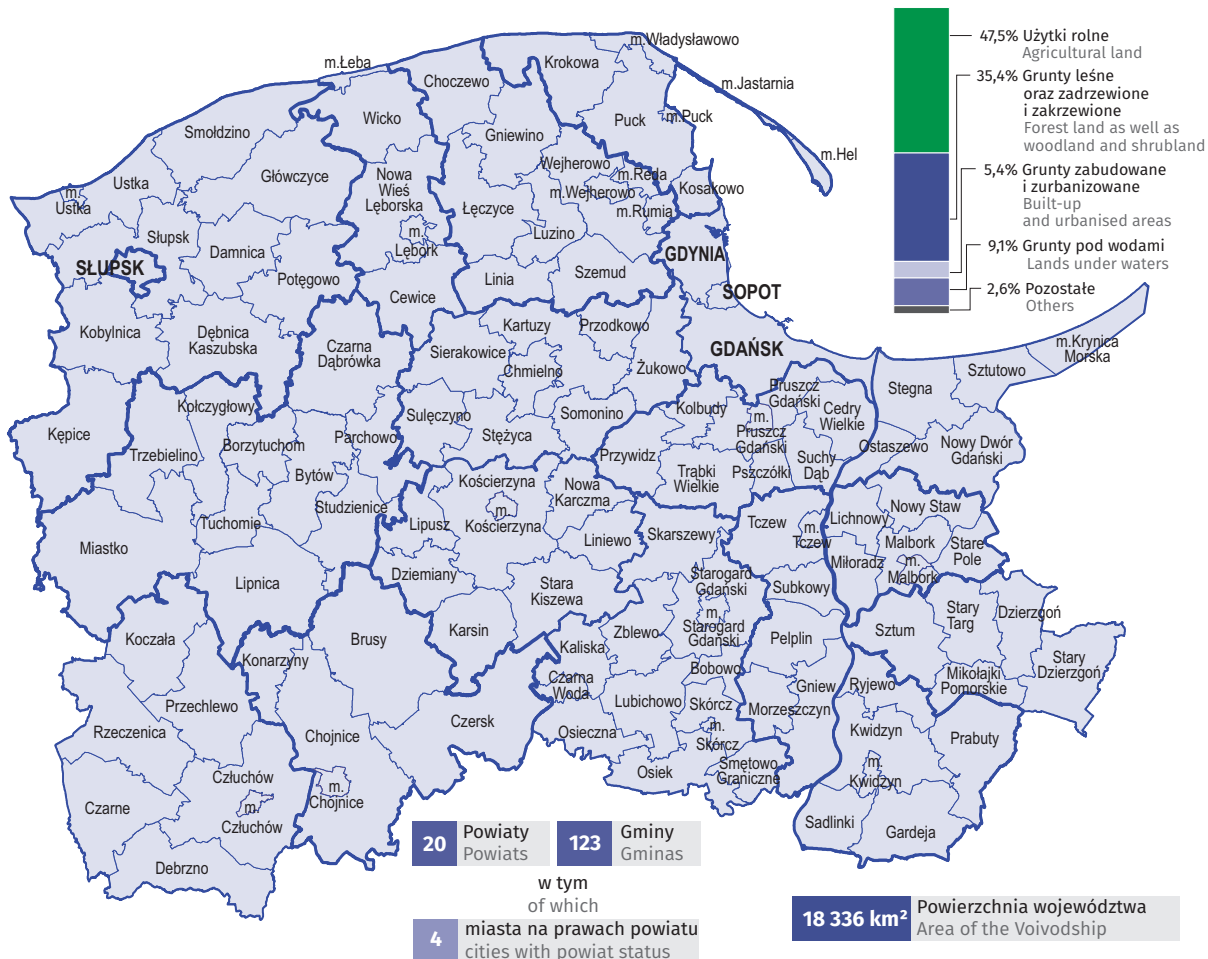 m.Władysławowo
m.Łeba
Krokowa
Choczewo
m.Jastarnia
Wicko
Puck
m.Puck
Smołdzino
Gniewino
m.Hel
Wejherowo
m.Reda
Ustka
Główczyce
Nowa
Wieś
Lęborska
m.Wejherowo
Kosakowo
m.
Ustka
Łęczyce
m.Rumia
m.
Lębork
Luzino
Słupsk
Damnica
GDYNIA
SŁUPSK
Potęgowo
Linia
Szemud
SOPOT
Cewice
Kobylnica
Dębnica
Kaszubska
Czarna
Dąbrówka
Kartuzy
Przodkowo
Sierakowice
GDAŃSK
m.Krynica
Morska
Chmielno
Żukowo
Sztutowo
Stegna
Pruszcz
Gdański
Kołczygłowy
Kolbudy
Cedry
Wielkie
Sulęczyno
Somonino
m.
Pruszcz
Gdański
Kępice
Borzytuchom
Parchowo
Stężyca
Ostaszewo
Nowy Dwór
Gdański
Trzebielino
Przywidz
Suchy
Dąb
Bytów
Trąbki
Wielkie
Pszczółki
Kościerzyna
Nowa
Karczma
Studzienice
m.
Kościerzyna
Nowy Staw
Tuchomie
Lipusz
Tczew
m.
Tczew
Lichnowy
Miastko
Liniewo
Skarszewy
Malbork
Stare
Pole
Miłoradz
m.
Malbork
Lipnica
Dziemiany
Stara
Kiszewa
Starogard
Gdański
Subkowy
m.
Starogard
Gdański
Stary
Targ
Dzierzgoń
Koczała
Brusy
Karsin
Zblewo
Pelplin
Sztum
Kaliska
Konarzyny
Bobowo
Stary
Dzierzgoń
Czarna
Woda
Mikołajki
Pomorskie
Gniew
Ryjewo
Przechlewo
Lubichowo
Skórcz
Morzeszczyn
Czersk
Rzeczenica
Chojnice
Osieczna
m.
Skórcz
Kwidzyn
Prabuty
Osiek
Smętowo
Graniczne
m.
Kwidzyn
Człuchów
m.
Chojnice
Czarne
m.
Człuchów
Sadlinki
Gardeja
Debrzno
47,5% Użytki rolne
Agricultural land
35,4% Grunty leśne
oraz zadrzewione
i zakrzewione
Forest land as well as
woodland and shrubland
5,4% Grunty zabudowane
i zurbanizowane
Built-up
and urbanised areas
9,1% Grunty pod wodami
Lands under waters
2,6% Pozostałe
Others
20 Powiaty
Powiats
123 Gminy
Gminas
w tym
of which
4 miasta na prawach powiatu
cities with powiat status
18 336 km² Powierzchnia województwa
Area of the Voivodship